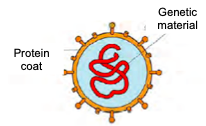 Genetic
material
Protein
coat